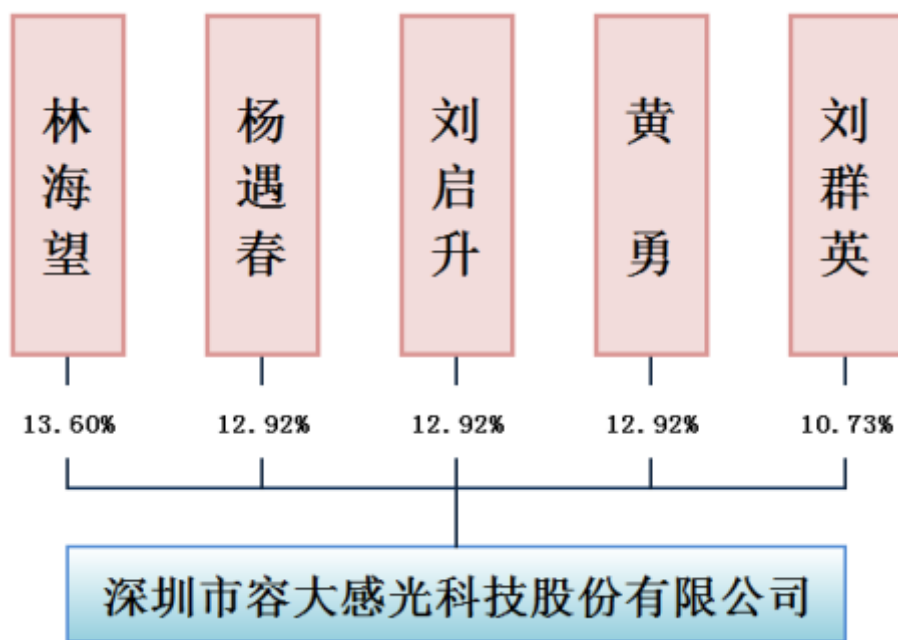 林海望
杨遇春
刘启升
黄勇
刘群英
13.60%
12.92%
12.92%
12.92%
10.73%
深圳市容大感光科技股份有限公司